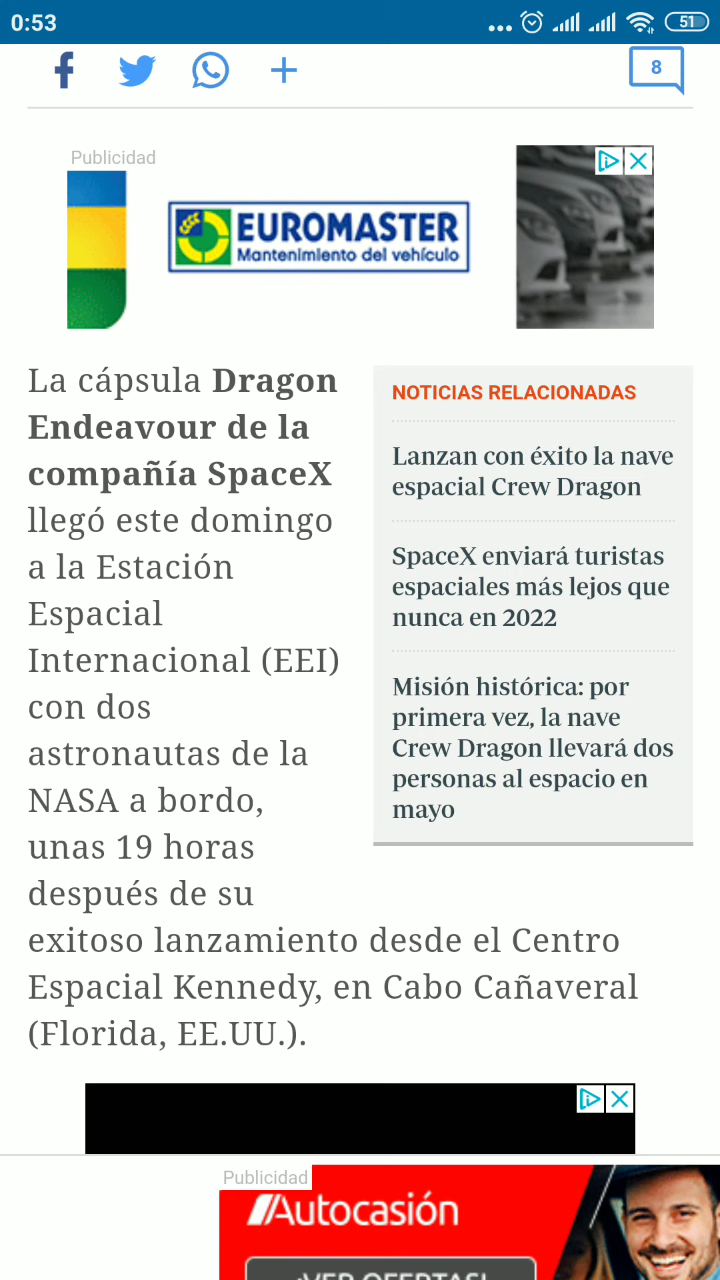 0:53
51
8
Publicidad
EUROMASTER
Mantenimiento del vehículo
La cápsula Dragon
Endeavour de la
compañía SpaceX
llegó este domingo
a la Estación
Espacial
Internacional (EEI)
con dos
astronautas de la
NASA a bordo,
unas 19 horas
después de su
exitoso lanzamiento desde el Centro
Espacial Kennedy, en Cabo Cañaveral
(Florida, EE.UU.).
NOTICIAS RELACIONADAS
Lanzan con éxito la nave
espacial Crew Dragon
SpaceX enviará turistas
espaciales más lejos que
nunca en 2022
Misión histórica: por
primera vez, la nave
Crew Dragon llevará dos
personas al espacio en
mayo
Publicidad
Autocasión
¡VER OFERTAS!